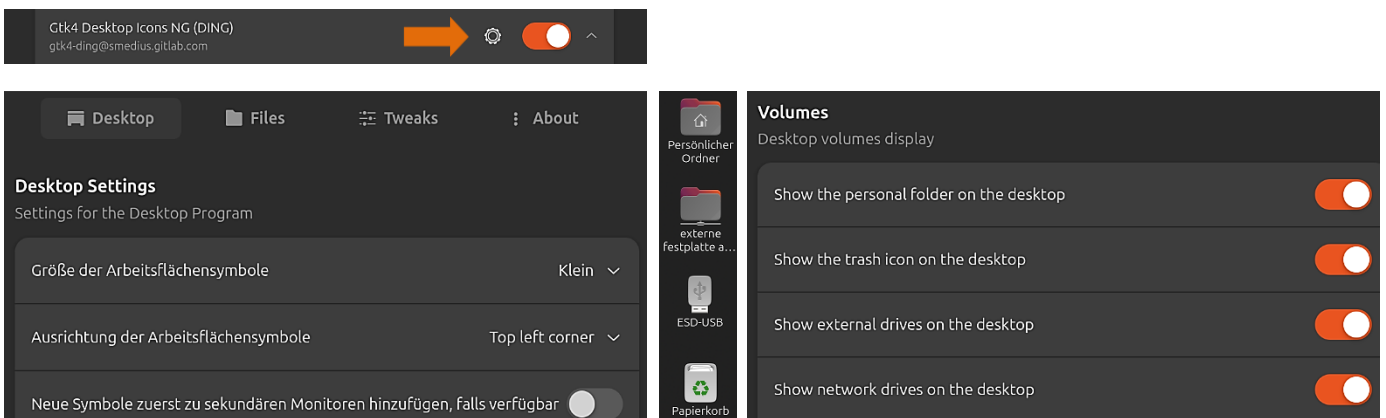 Gtk4 Desktop Icons NG (DING)
gtk4-ding@smedius.gitlab.com
Desktop
Files
Tweaks
About
Desktop Settings
Settings for the Desktop Program
Größe der Arbeitsflächensymbole
Klein
Ausrichtung der Arbeitsflächensymbole
Top left corner
Neue Symbole zuerst zu sekundären Monitoren hinzufügen, falls verfügbar
Persönlicher
Ordner
externe
festplatte a...
ESD-USB
Papierkorb
Volumes
Desktop volumes display
Show the personal folder on the desktop
Show the trash icon on the desktop
Show external drives on the desktop
Show network drives on the desktop